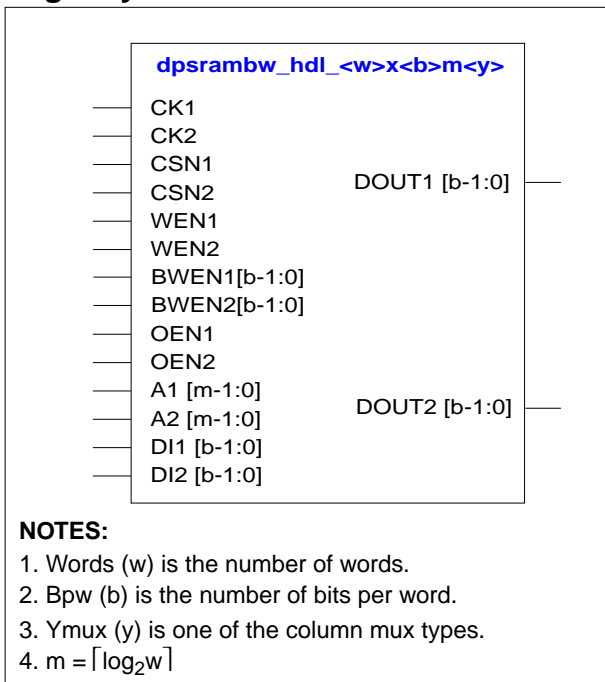 dpsrambw_hdl_<w>x<b>m<y>
CK1
CK2
CSN1
CSN2
WEN1
WEN2
BWEN1[b-1:0]
BWEN2[b-1:0]
OEN1
OEN2
A1 [m-1:0]
A2 [m-1:0]
DI1 [b-1:0]
DI2 [b-1:0]
DOUT1 [b-1:0]
DOUT2 [b-1:0]
NOTES:
1. Words (w) is the number of words.
2. Bpw (b) is the number of bits per word.
3. Ymux (y) is one of the column mux types.
4. m = ⌈log₂w⌉